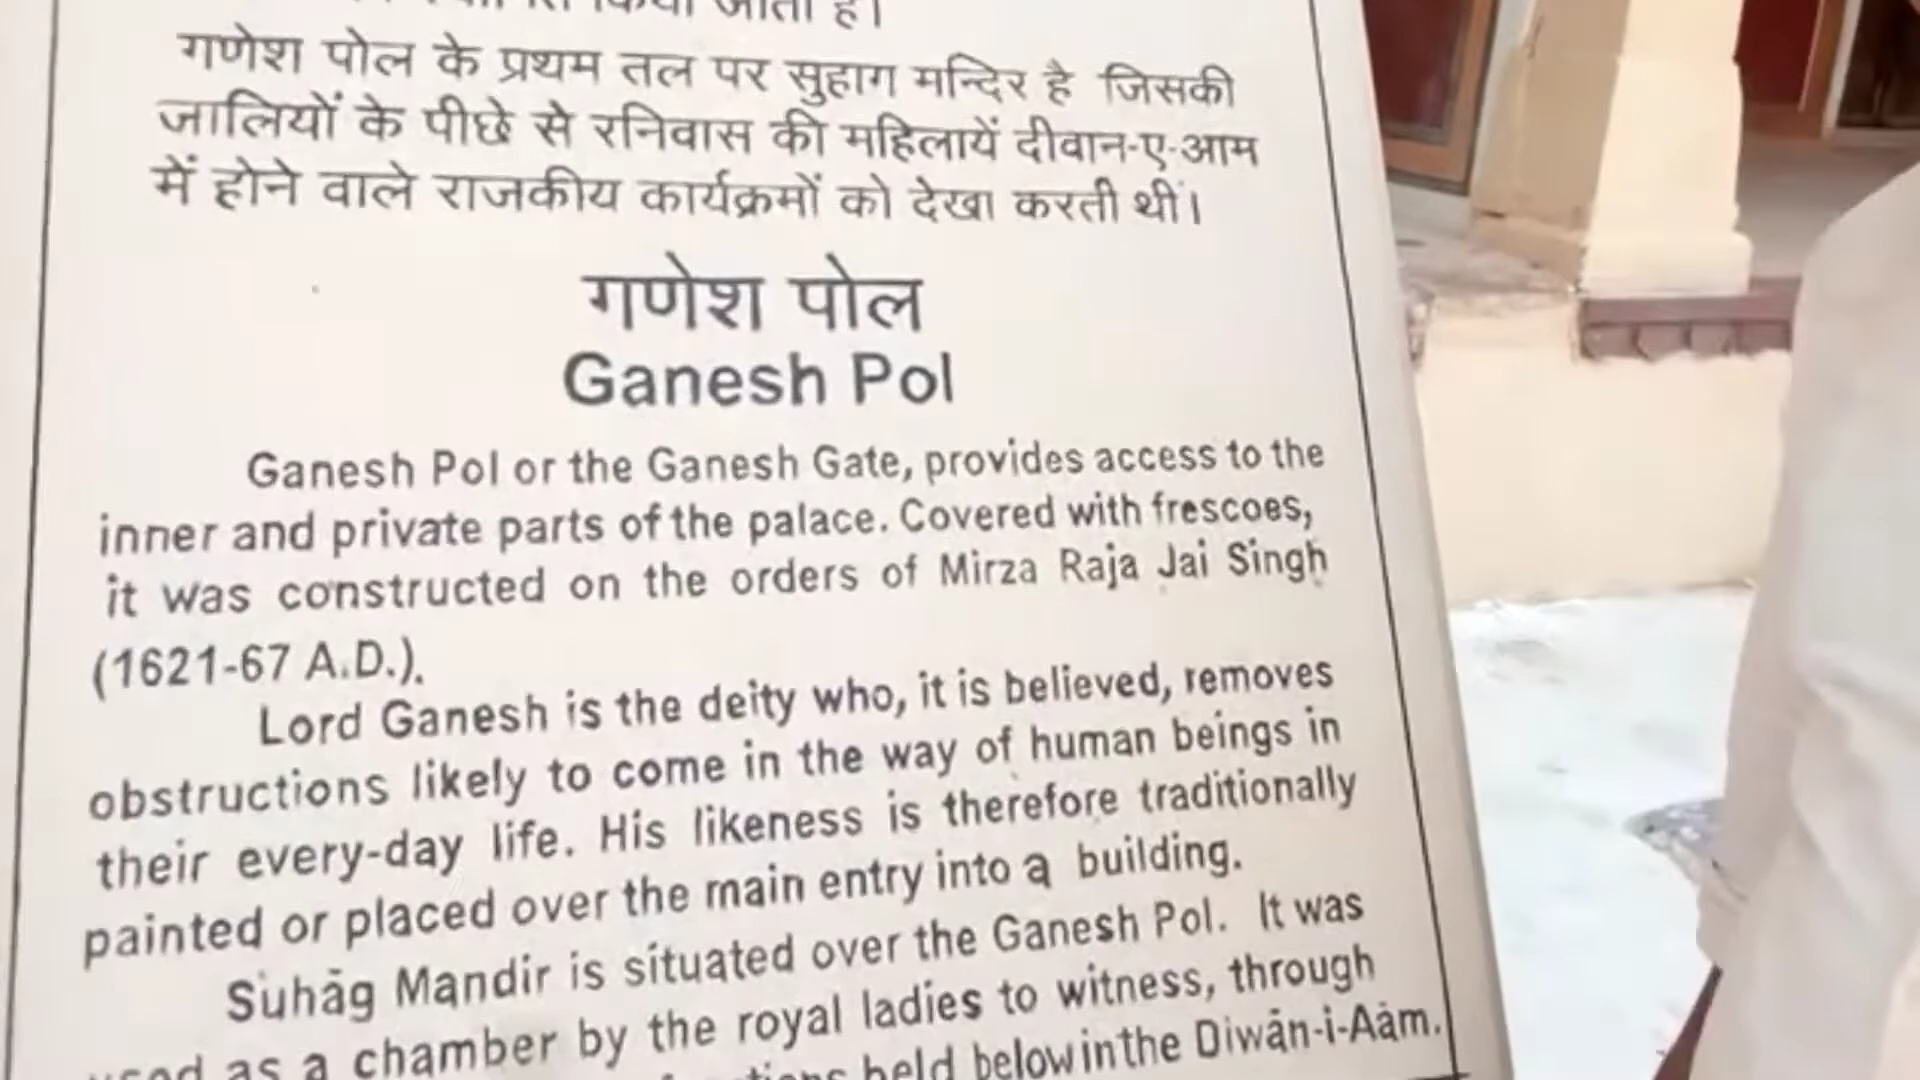 किया जाता है।
गणेश पोल के प्रथम तल पर सुहाग मन्दिर है जिसकी
जालियों के पीछे से रनिवास की महिलायें दीवान-ए-आम
में होने वाले राजकीय कार्यक्रमों को देखा करती थीं।
गणेश पोल
Ganesh Pol
Ganesh Pol or the Ganesh Gate, provides access to the
inner and private parts of the palace. Covered with frescoes,
it was constructed on the orders of Mirza Raja Jai Singh
(1621-67 A.D.).
Lord Ganesh is the deity who, it is believed, removes
obstructions likely to come in the way of human beings in
their every-day life. His likeness is therefore traditionally
painted or placed over the main entry into a building.
Suhāg Mandir is situated over the Ganesh Pol. It was
used as a chamber by the royal ladies to witness, through
held below in the Diwān-i-Aām.